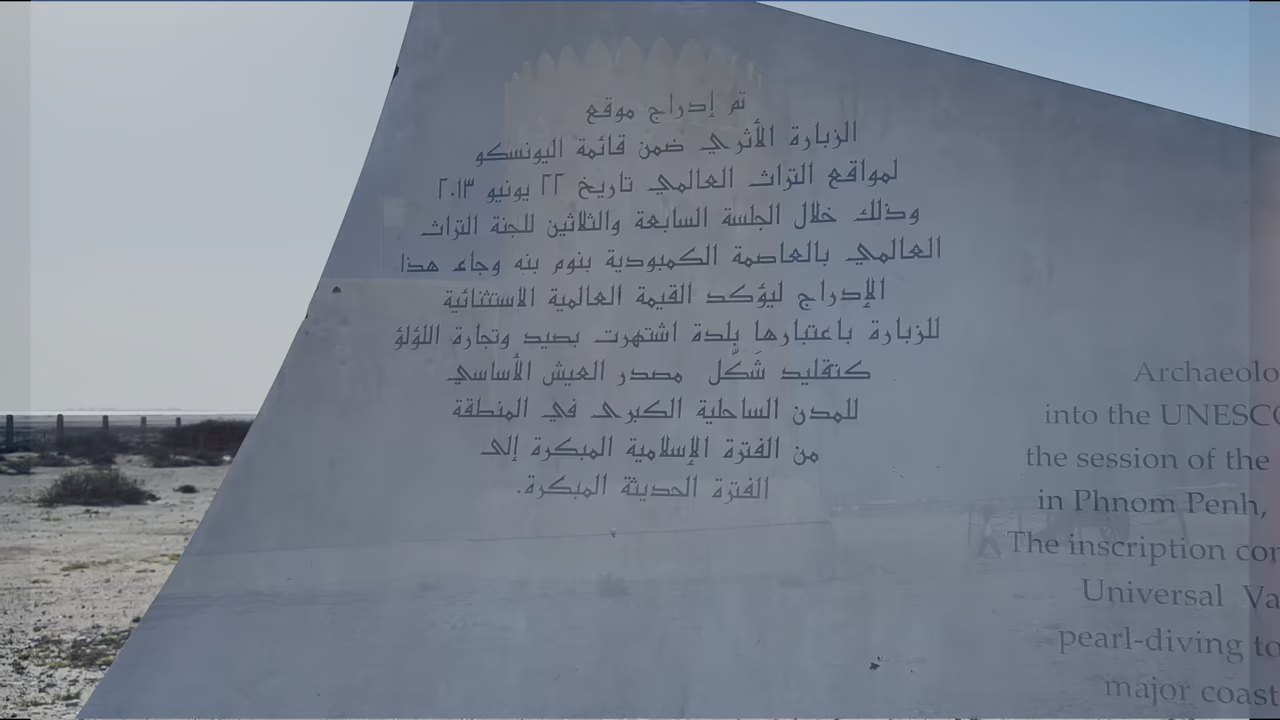 تم إدراج موقع
الزبارة الأثري ضمن قائمة اليونسكو
لمواقع التراث العالمي تاريخ ٢٢ يونيو ٢٠١٣
وذلك خلال الجلسة السابعة والثلاثين للجنة التراث
العالمي بالعاصمة الكمبودية بنوم بنه وجاء هذا
الإدراج ليؤكد القيمة العالمية الاستثنائية
للزبارة باعتبارها بلدة اشتهرت بصيد وتجارة اللؤلؤ
كتقليد شَكّل مصدر العيش الأساسي
للمدن الساحلية الكبرى في المنطقة
من الفترة الإسلامية المبكرة إلى
الفترة الحديثة المبكرة.
Archaeolo
into the UNESCO
the session of the
in Phnom Penh,
The inscription con
Universal Va
pearl-diving to
major coast